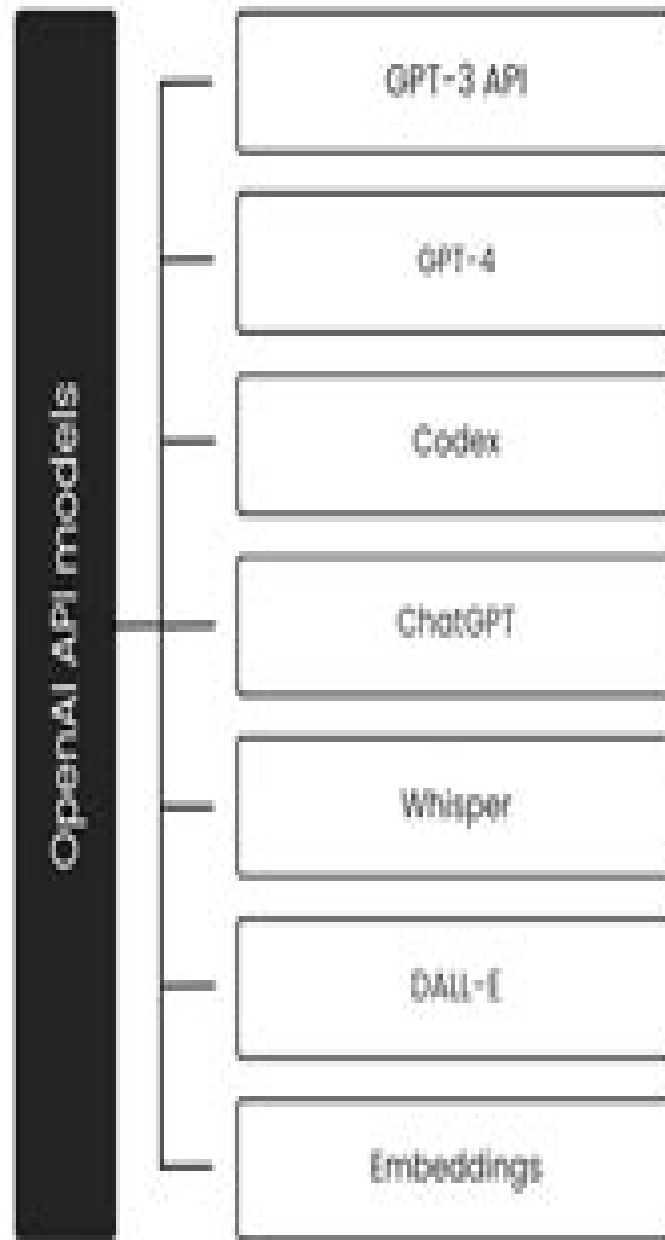 OpenAI API models
GPT-3 API
GPT-4
Codex
ChatGPT
Whisper
DALL-E
Embeddings